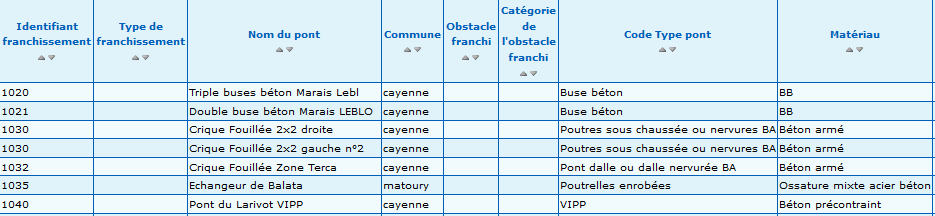 Identifiant franchissement Type de franchissement Nom du pont Commune Obstacle franchi Catégorie de l'obstacle franchi Code Type pont Matériau
1020 Triple buses béton Marais Lebl cayenne Buse béton BB
1021 Double buse béton Marais LEBLO cayenne Buse béton BB
1030 Crique Fouillée 2x2 droite cayenne Poutres sous chaussée ou nervures BA Béton armé
1030 Crique Fouillée 2x2 gauche n°2 cayenne Poutres sous chaussée ou nervures BA Béton armé
1032 Crique Fouillée Zone Terca cayenne Pont dalle ou dalle nervurée BA Béton armé
1035 Echangeur de Balata matoury Poutrelles enrobées Ossature mixte acier béton
1040 Pont du Larivot VIPP cayenne VIPP Béton précontraint